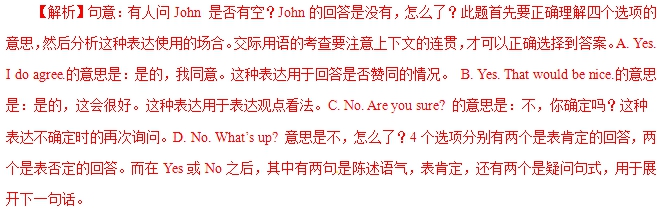 【解析】句意：有人问John 是否有空？John 的回答是没有，怎么了？此题首先要正确理解四个选项的
意思，然后分析这种表达使用的场合。交际用语的考查要注意上下文的连贯，才可以正确选择到答案。A. Yes.
I do agree.的意思是：是的，我同意。这种表达用于回答是否赞同的情况。 B. Yes. That would be nice.的意思
是：是的，这会很好。这种表达用于表达观点看法。C. No. Are you sure? 的意思是：不，你确定吗？这种
表达不确定时的再次询问。D. No. What's up? 意思是不，怎么了？4 个选项分别有两个是表肯定的回答，两
个是表否定的回答。而在 Yes 或 No 之后，其中有两句是陈述语气，表肯定，还有两个是疑问句式，用于展
开下一句话。